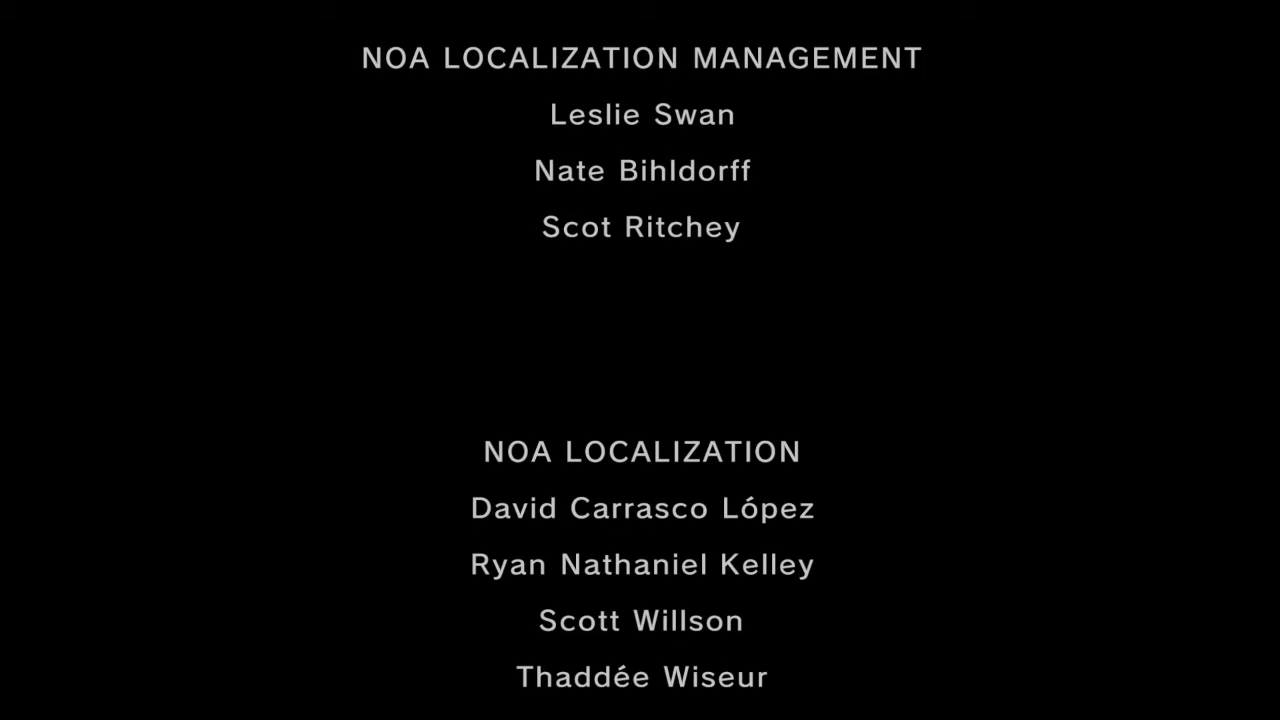 NOA LOCALIZATION MANAGEMENT
Leslie Swan
Nate Bihldorff
Scot Ritchey
NOA LOCALIZATION
David Carrasco López
Ryan Nathaniel Kelley
Scott Willson
Thaddée Wiseur